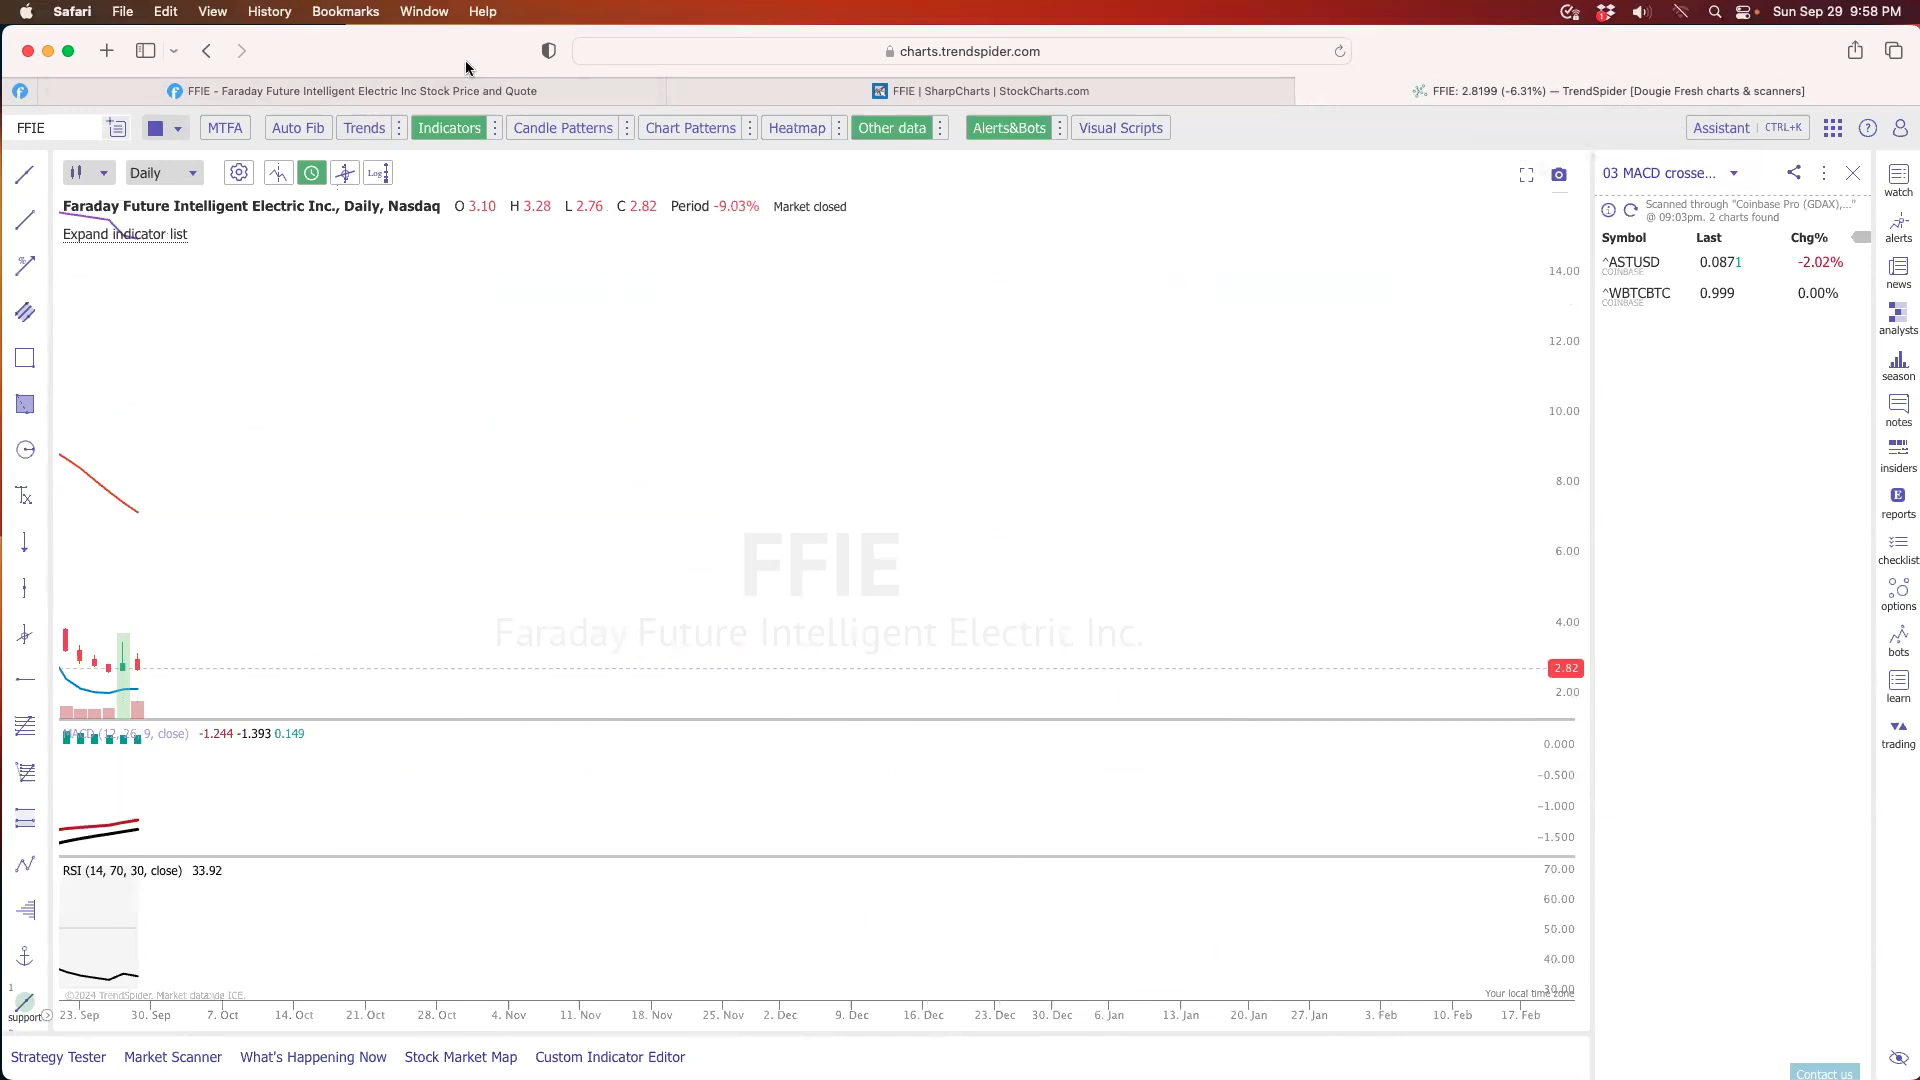 Safari File Edit View History Bookmarks Window Help Sun Sep 29 9:58 PM
charts.trendspider.com
FFIE - Faraday Future Intelligent Electric Inc Stock Price and Quote
FFIE | SharpCharts | StockCharts.com
FFIE: 2.8199 (-6.31%) — TrendSpider [Dougie Fresh charts & scanners]
FFIE MTFA Auto Fib Trends Indicators Candle Patterns Chart Patterns Heatmap Other data Alerts&Bots Visual Scripts Assistant CTRL+K
Daily Log
Faraday Future Intelligent Electric Inc., Daily, Nasdaq O 3.10 H 3.28 L 2.76 C 2.82 Period -9.03% Market closed
Expand indicator list
14.00
12.00
10.00
8.00
6.00
4.00
2.82
2.00
FFIE
Faraday Future Intelligent Electric Inc.
MACD (12, 26, 9, close) -1.244 -1.393 0.149
0.000
-0.500
-1.000
-1.500
RSI (14, 70, 30, close) 33.92
70.00
60.00
50.00
40.00
30.00
©2024 TrendSpider. Market data via ICE.
Your local time zone
23. Sep 30. Sep 7. Oct 14. Oct 21. Oct 28. Oct 4. Nov 11. Nov 18. Nov 25. Nov 2. Dec 9. Dec 16. Dec 23. Dec 30. Dec 6. Jan 13. Jan 20. Jan 27. Jan 3. Feb 10. Feb 17. Feb
1
support
Strategy Tester Market Scanner What's Happening Now Stock Market Map Custom Indicator Editor
03 MACD crosse...
Scanned through "Coinbase Pro (GDAX),..."
@ 09:03pm. 2 charts found
Symbol Last Chg%
^ASTUSD 0.0871 -2.02%
COINBASE
^WBTCBTC 0.999 0.00%
COINBASE
watch
alerts
news
analysts
season
notes
insiders
E
reports
checklist
options
bots
learn
trading
Contact us